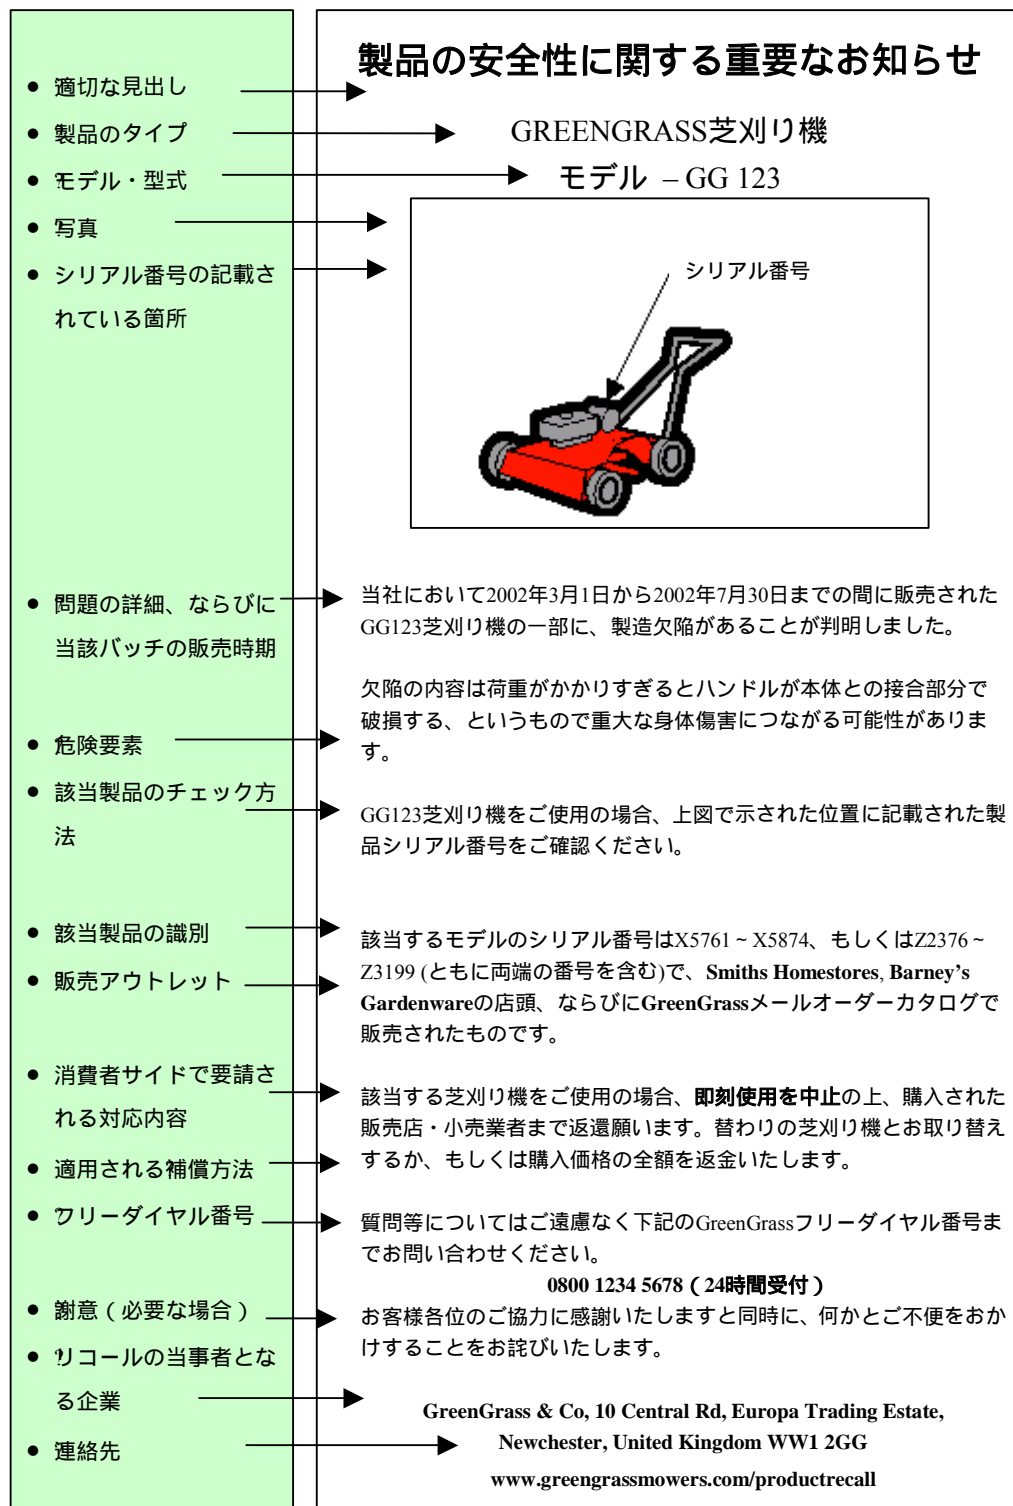 • 適切な見出し
• 製品のタイプ
• モデル・型式
• 写真
• シリアル番号の記載さ
れている箇所
• 問題の詳細、ならびに
当該バッチの販売時期
• 危険要素
• 該当製品のチェック方
法
• 該当製品の識別
• 販売アウトレット
• 消費者サイドで要請さ
れる対応内容
• 適用される補償方法
• フリーダイヤル番号
• 謝意（必要な場合）
• リコールの当事者とな
る企業
• 連絡先
製品の安全性に関する重要なお知らせ
GREENGRASS芝刈り機
モデル – GG 123
シリアル番号
当社において2002年3月1日から2002年7月30日までの間に販売された
GG123芝刈り機の一部に、製造欠陥があることが判明しました。
欠陥の内容は荷重がかかりすぎるとハンドルが本体との接合部分で
破損する、というもので重大な身体傷害につながる可能性がありま
す。
GG123芝刈り機をご使用の場合、上図で示された位置に記載された製
品シリアル番号をご確認ください。
該当するモデルのシリアル番号はX5761～X5874、もしくはZ2376～
Z3199 (ともに両端の番号を含む)で、Smiths Homestores, Barney's
Gardenwareの店頭、ならびにGreenGrassメールオーダーカタログで
販売されたものです。
該当する芝刈り機をご使用の場合、即刻使用を中止の上、購入された
販売店・小売業者まで返還願います。替わりの芝刈り機とお取り替え
するか、もしくは購入価格の全額を返金いたします。
質問等についてはご遠慮なく下記のGreenGrassフリーダイヤル番号ま
でお問い合わせください。
0800 1234 5678（24時間受付）
お客様各位のご協力に感謝いたしますと同時に、何かとご不便をおか
けすることをお詫びいたします。
GreenGrass & Co, 10 Central Rd, Europa Trading Estate,
Newchester, United Kingdom WW1 2GG
www.greengrassmowers.com/productrecall